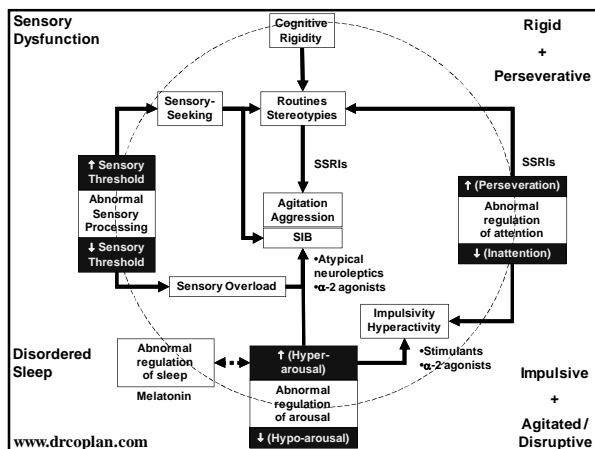 Sensory
Dysfunction
Cognitive
Rigidity
Rigid
+
Perseverative
Sensory-
Seeking
Routines
Stereotypies
SSRIs
SSRIs
↑ Sensory
Threshold
Abnormal
Sensory
Processing
↓ Sensory
Threshold
Agitation
Aggression
SIB
↑ (Perseveration)
Abnormal
regulation
of attention
↓ (Inattention)
•Atypical
neuroleptics
•α-2 agonists
Sensory Overload
Impulsivity
Hyperactivity
•Stimulants
•α-2 agonists
Disordered
Sleep
Abnormal
regulation
of sleep
Melatonin
↑ (Hyper-
arousal)
Abnormal
regulation
of arousal
↓ (Hypo-arousal)
Impulsive
+
Agitated /
Disruptive
www.drcoplan.com